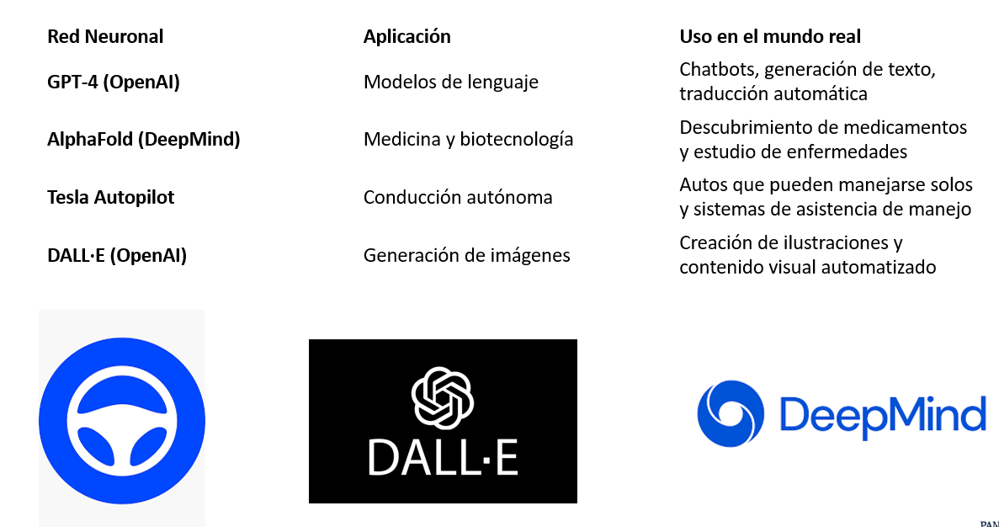 Red Neuronal
Aplicación
Uso en el mundo real
GPT-4 (OpenAI)
Modelos de lenguaje
Chatbots, generación de texto,
traducción automática
AlphaFold (DeepMind)
Medicina y biotecnología
Descubrimiento de medicamentos
y estudio de enfermedades
Tesla Autopilot
Conducción autónoma
Autos que pueden manejarse solos
y sistemas de asistencia de manejo
DALL·E (OpenAI)
Generación de imágenes
Creación de ilustraciones y
contenido visual automatizado
DALL·E
DeepMind